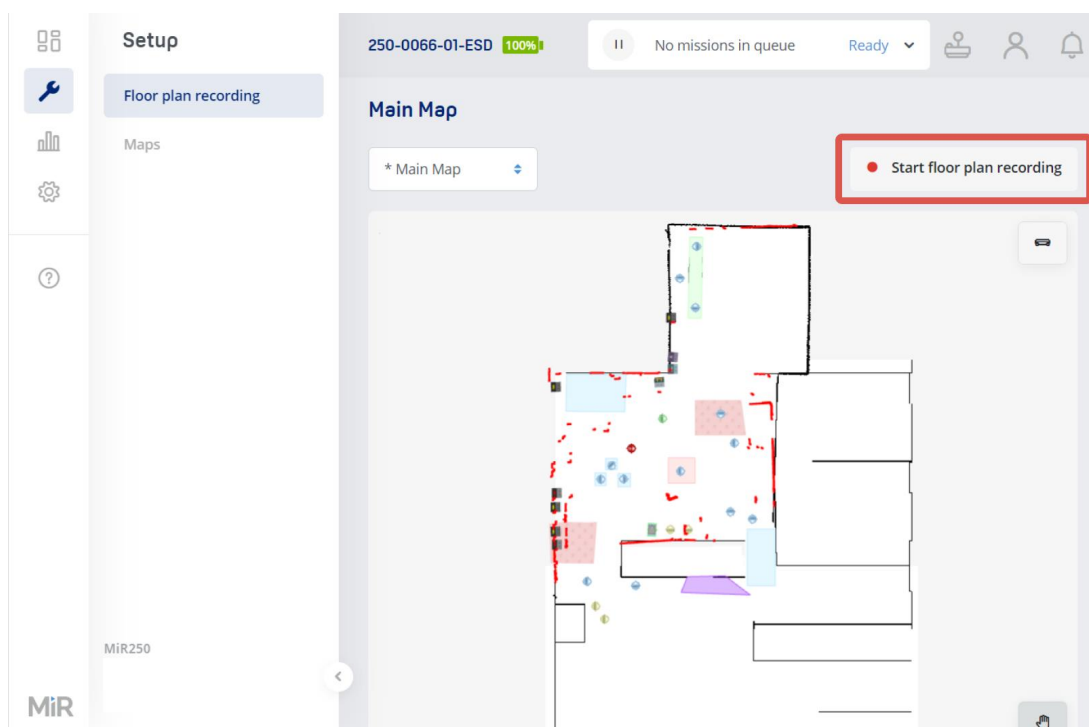 Setup
Floor plan recording
Maps
MiR250
MiR
250-0066-01-ESD 100%
No missions in queue Ready
Main Map
* Main Map
Start floor plan recording